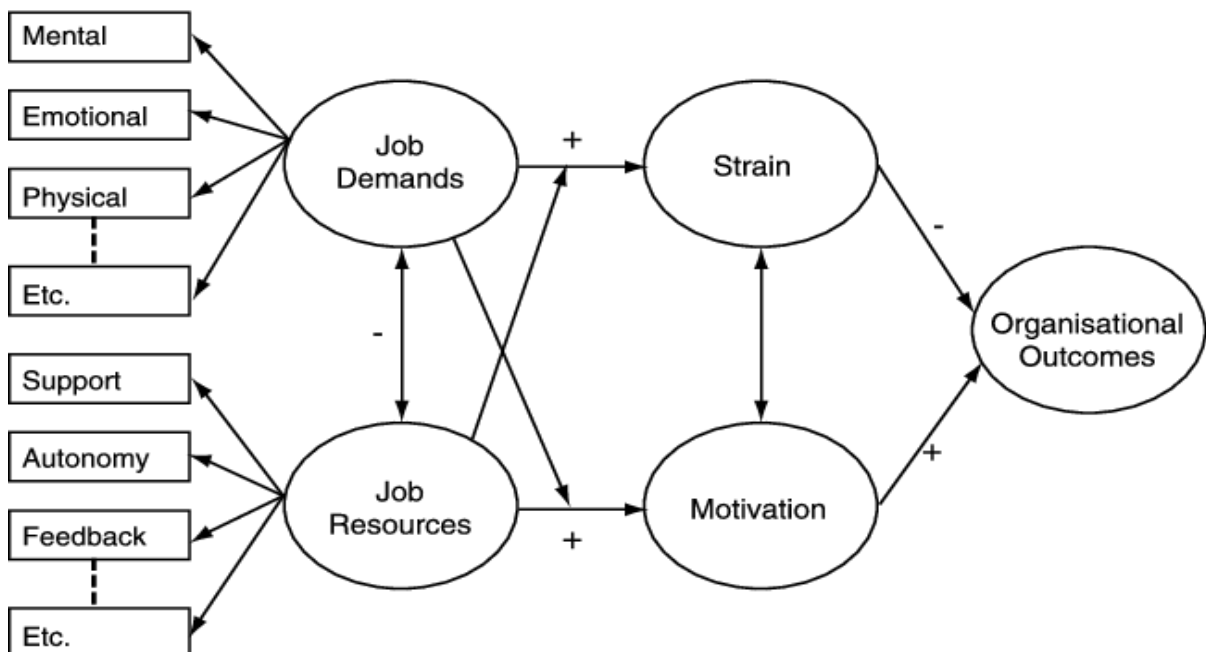 Mental
Emotional
Physical
Etc.
Support
Autonomy
Feedback
Etc.
Job
Demands
-
Job
Resources
+
+
Strain
Motivation
-
+
Organisational
Outcomes